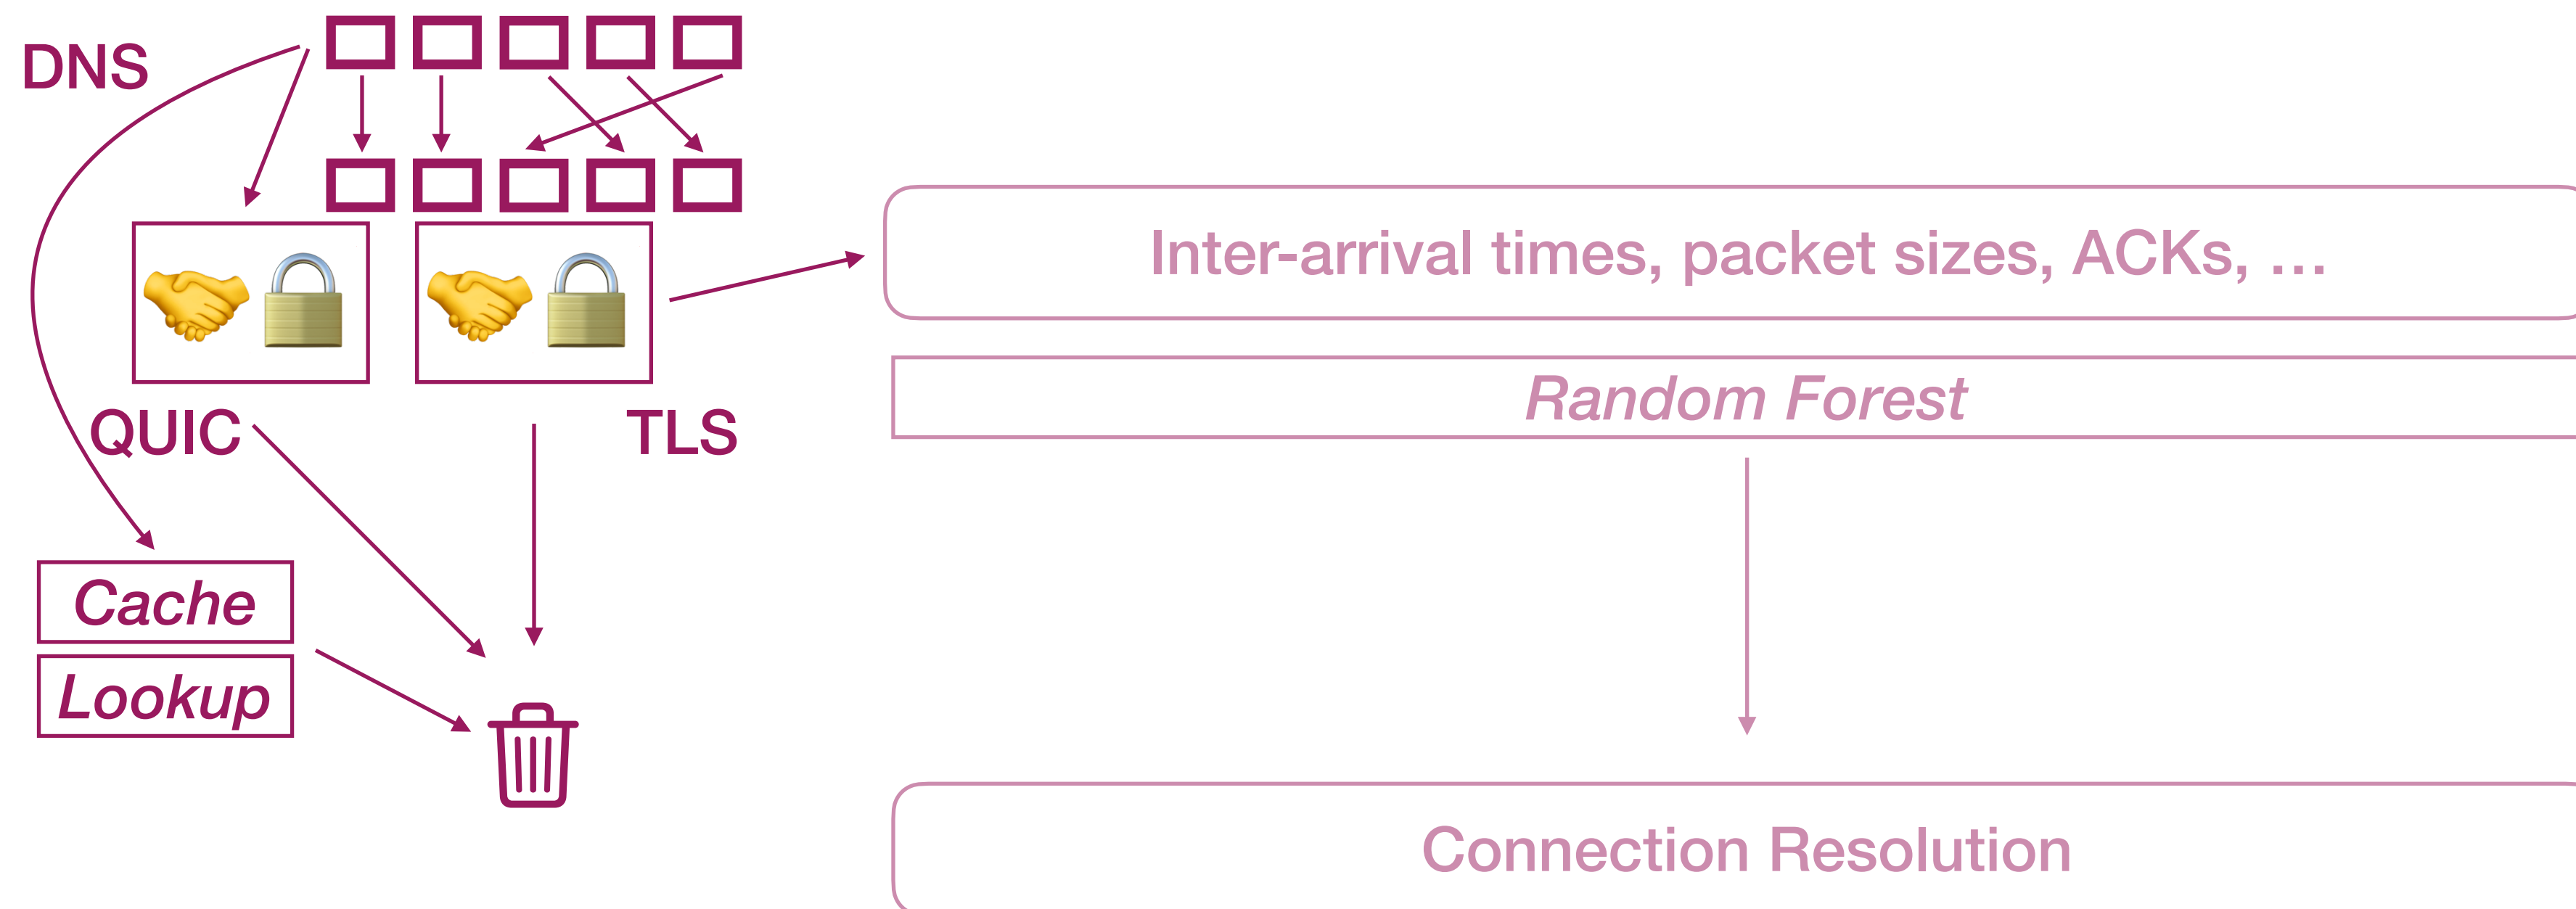 DNS
Inter-arrival times, packet sizes, ACKs, ...
Random Forest
QUIC
TLS
Cache
Lookup
Connection Resolution